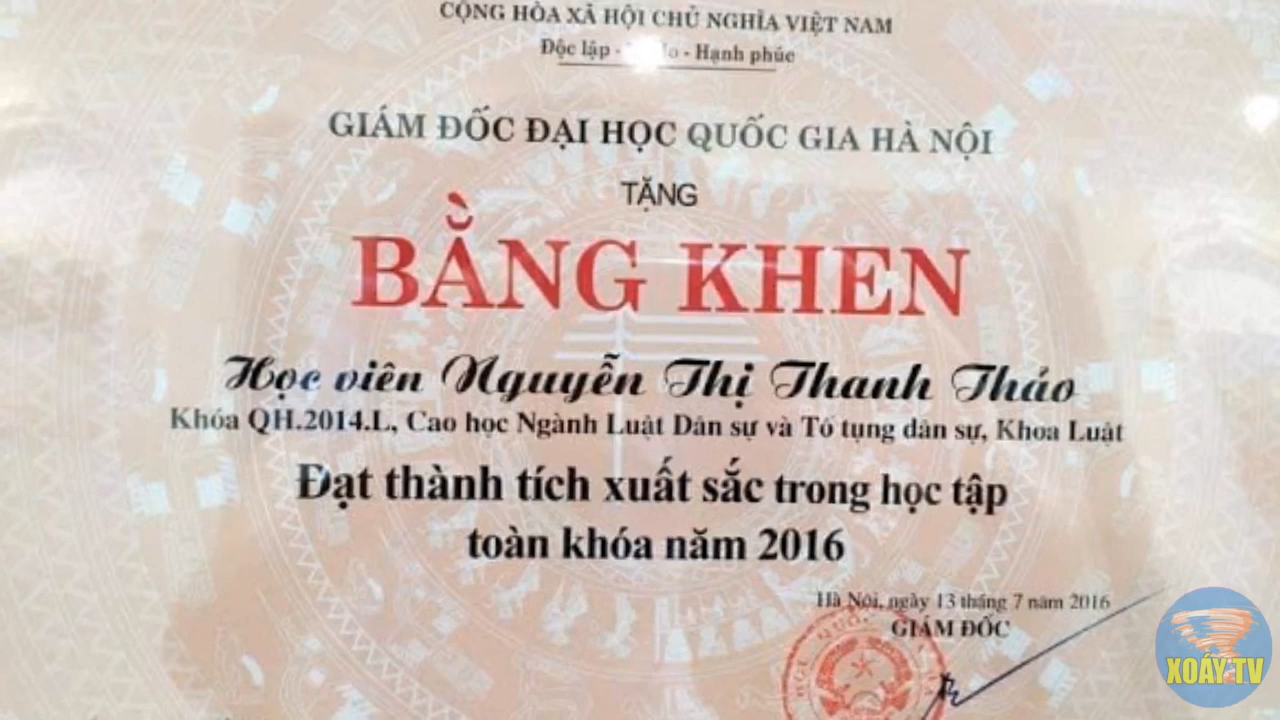 CỘNG HÒA XÃ HỘI CHỦ NGHĨA VIỆT NAM
Độc lập - - Hạnh phúc
GIÁM ĐỐC ĐẠI HỌC QUỐC GIA HÀ NỘI
TẶNG
BẰNG KHEN
Học viên Nguyễn Thị Thanh Thảo
Khóa QH.2014.L, Cao học Ngành Luật Dân sự và Tố tụng dân sự, Khoa Luật
Đạt thành tích xuất sắc trong học tập
toàn khóa năm 2016
Hà Nội, ngày 13 tháng 7 năm 2016
GIÁM ĐỐC
XOÁY TV